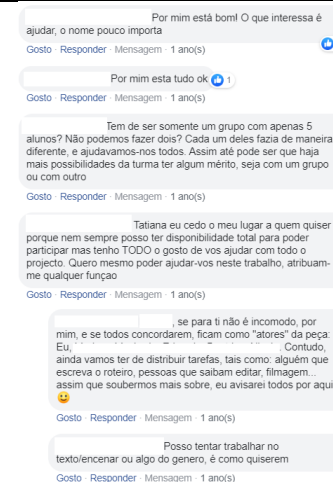 Por mim está bom! O que interessa é
ajudar, o nome pouco importa
Gosto · Responder · Mensagem · 1 ano(s)
Por mim esta tudo ok 👍 1
Gosto · Responder · Mensagem · 1 ano(s)
Tem de ser somente um grupo com apenas 5
alunos? Não podemos fazer dois? Cada um deles fazia de maneira
diferente, e ajudavamo-nos todos. Assim até pode ser que haja
mais possibilidades da turma ter algum mérito, seja com um grupo
ou com outro
Gosto · Responder · Mensagem · 1 ano(s)
Tatiana eu cedo o meu lugar a quem quiser
porque nem sempre posso ter disponibilidade total para poder
participar mas tenho TODO o gosto de vos ajudar com todo o
projecto. Quero mesmo poder ajudar-vos neste trabalho, atribuam-
me qualquer funçao
Gosto · Responder · Mensagem · 1 ano(s)
, se para ti não é incomodo, por
mim, e se todos concordarem, ficam como "atores" da peça:
Eu, . Contudo,
ainda vamos ter de distribuir tarefas, tais como: alguém que
escreva o roteiro, pessoas que saibam editar, filmagem...
assim que soubermos mais sobre, eu avisarei todos por aqui
🙂
Gosto · Responder · Mensagem · 1 ano(s)
Posso tentar trabalhar no
texto/encenar ou algo do genero, é como quiserem
Gosto · Responder · Mensagem · 1 ano(s)